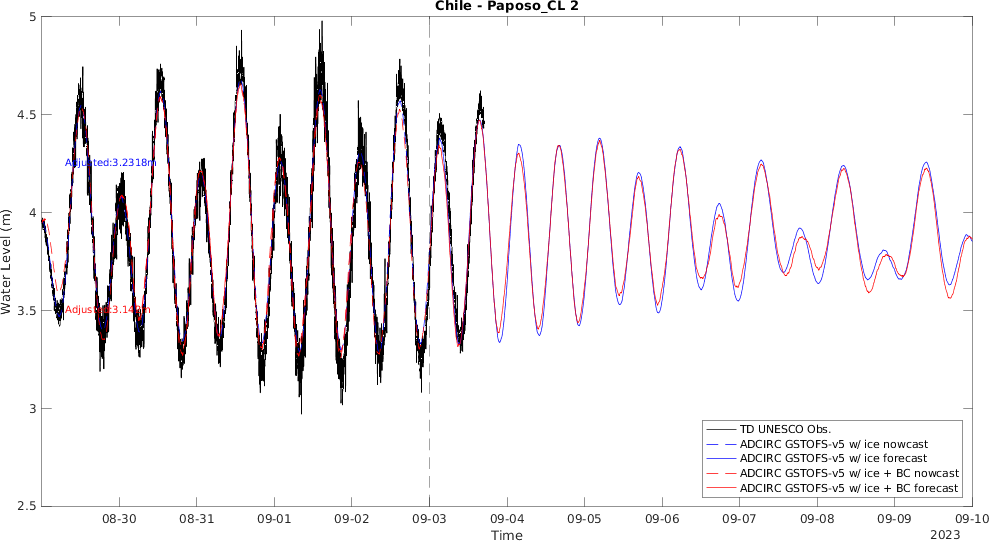 Chile - Paposo_CL 2
5
4.5
4
3.5
3
2.5
Water Level (m)
Adjusted:3.2318m
08-30
08-31
09-01
09-02
09-03
09-04
09-05
09-06
09-07
09-08
09-09
09-10
2023
Time
TD UNESCO Obs.
ADCIRC GSTOFS-v5 w/ ice nowcast
ADCIRC GSTOFS-v5 w/ ice forecast
ADCIRC GSTOFS-v5 w/ ice + BC nowcast
ADCIRC GSTOFS-v5 w/ ice + BC forecast